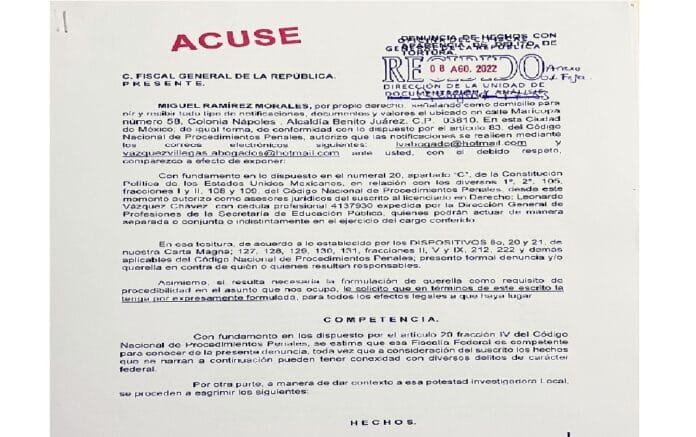 ACUSE
DENUNCIA DE HECHOS CON
APARIENCIA DE DELITO DE
TORTURA.
RECIBIDO
08 AGO. 2022
DIRECCIÓN DE LA UNIDAD DE
DOCUMENTACIÓN Y ANÁLISIS
C. FISCAL GENERAL DE LA REPÚBLICA.
P R E S E N T E.
MIGUEL RAMÍREZ MORALES, por propio derecho, señalando como domicilio para
oír y recibir todo tipo de notificaciones, documentos y valores el ubicado en calle Maricopa
número 58, Colonia Nápoles, Alcaldía Benito Juárez, C.P. 03810, En esta Ciudad
de México; de igual forma, de conformidad con lo dispuesto por el artículo 83, del Código
Nacional de Procedimientos Penales, autorizo que las notificaciones se realicen mediante
los correos electrónicos siguientes: lvabogado@hotmail.com y
vazquezvillegas.abogados@hotmail.com ante usted, con el debido respeto,
comparezco a efecto de exponer:
Con fundamento en lo dispuesto en el numeral 20, apartado "C", de la Constitución
Política de los Estados Unidos Mexicanos, en relación con los diversos 1º, 2º, 105,
fracciones I y II, 108 y 109, del Código Nacional de Procedimientos Penales, desde este
momento autorizo como asesores jurídicos del suscrito al licenciado en Derecho: Leonardo
Vázquez Chávez con cédula profesional 4137930 expedida por la Dirección General de
Profesiones de la Secretaría de Educación Pública, quienes podrán actuar de manera
separada o conjunta o indistintamente en el ejercicio del cargo conferido.
En esa tesitura, de acuerdo a lo establecido por los DISPOSITIVOS 8o, 20 y 21, de
nuestra Carta Magna; 127, 128, 129, 130, 131, fracciones II, V y IX, 212, 222 y demás
aplicables del Código Nacional de Procedimientos Penales; presento formal denuncia y/o
querella en contra de quién o quienes resulten responsables.
Asimismo, si resulta necesaria la formulación de querella como requisito de
procedibilidad en el asunto que nos ocupa, le solicito que en términos de este escrito la
tenga por expresamente formulada, para todos los efectos legales a que haya lugar
C O M P E T E N C I A.
Con fundamento en los dispuesto por el artículo 20 fracción IV del Código
Nacional de Procedimientos Penales, se estima que esa Fiscalía Federal es competente
para conocer de la presente denuncia, toda vez que a consideración del suscrito los hechos
que se narran a continuación pueden tener conexidad con diversos delitos de carácter
federal.
Por otra parte, a manera de dar contexto a esa potestad investigadora Local,
se proceden a esgrimir los siguientes:
H E C H O S.